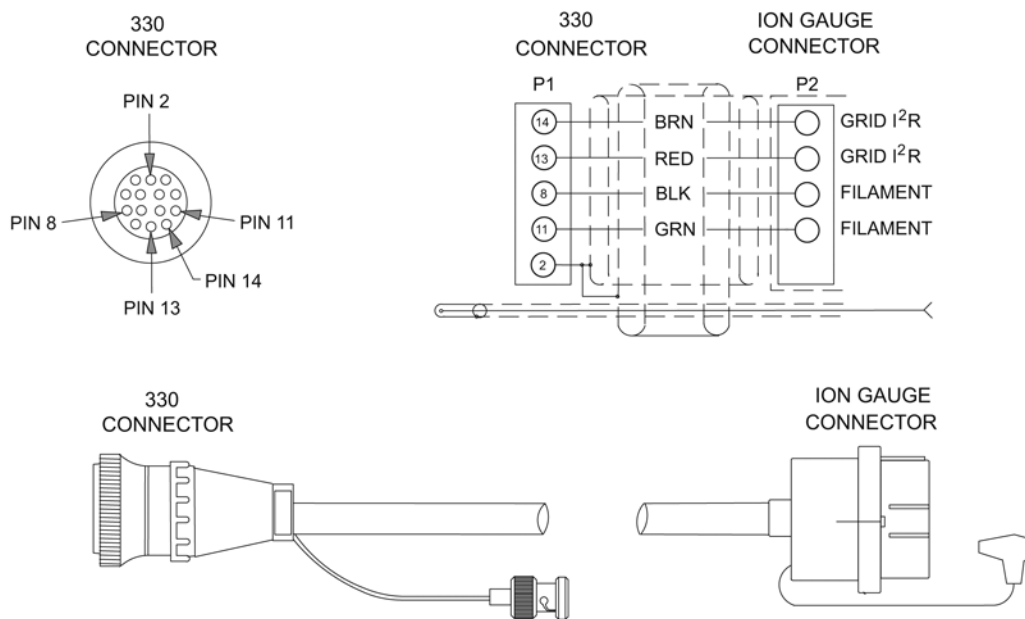 330
CONNECTOR
PIN 2
PIN 8
PIN 11
PIN 14
PIN 13
330
CONNECTOR
ION GAUGE
CONNECTOR
P1
P2
14
BRN
GRID I²R
13
RED
GRID I²R
8
BLK
FILAMENT
11
GRN
FILAMENT
2
330
CONNECTOR
ION GAUGE
CONNECTOR